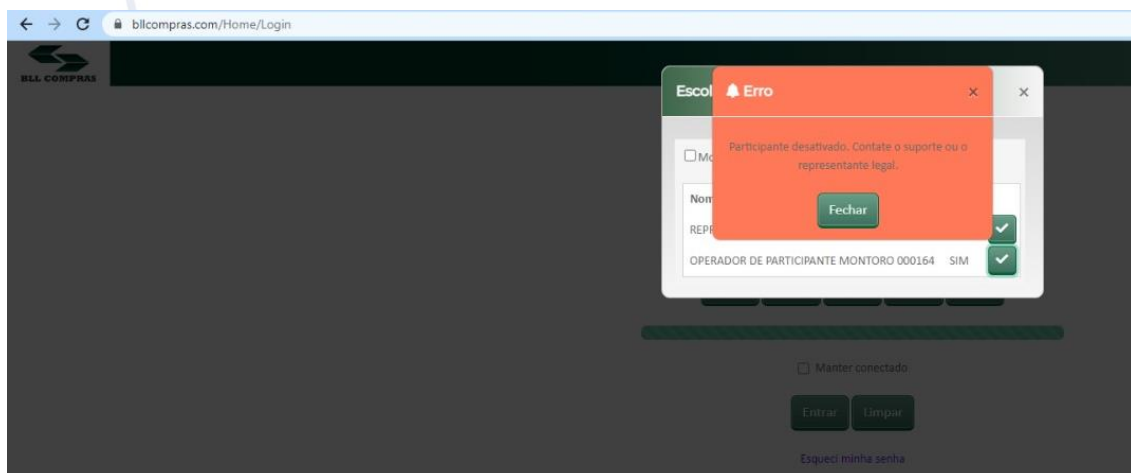 bllcompras.com/Home/Login
BLL COMPRAS
Escol
Erro
Participante desativado. Contate o suporte ou o
representante legal.
Fechar
Nom
REPR
OPERADOR DE PARTICIPANTE MONTORO 000164 SIM
Manter conectado
Entrar Limpar
Esqueci minha senha